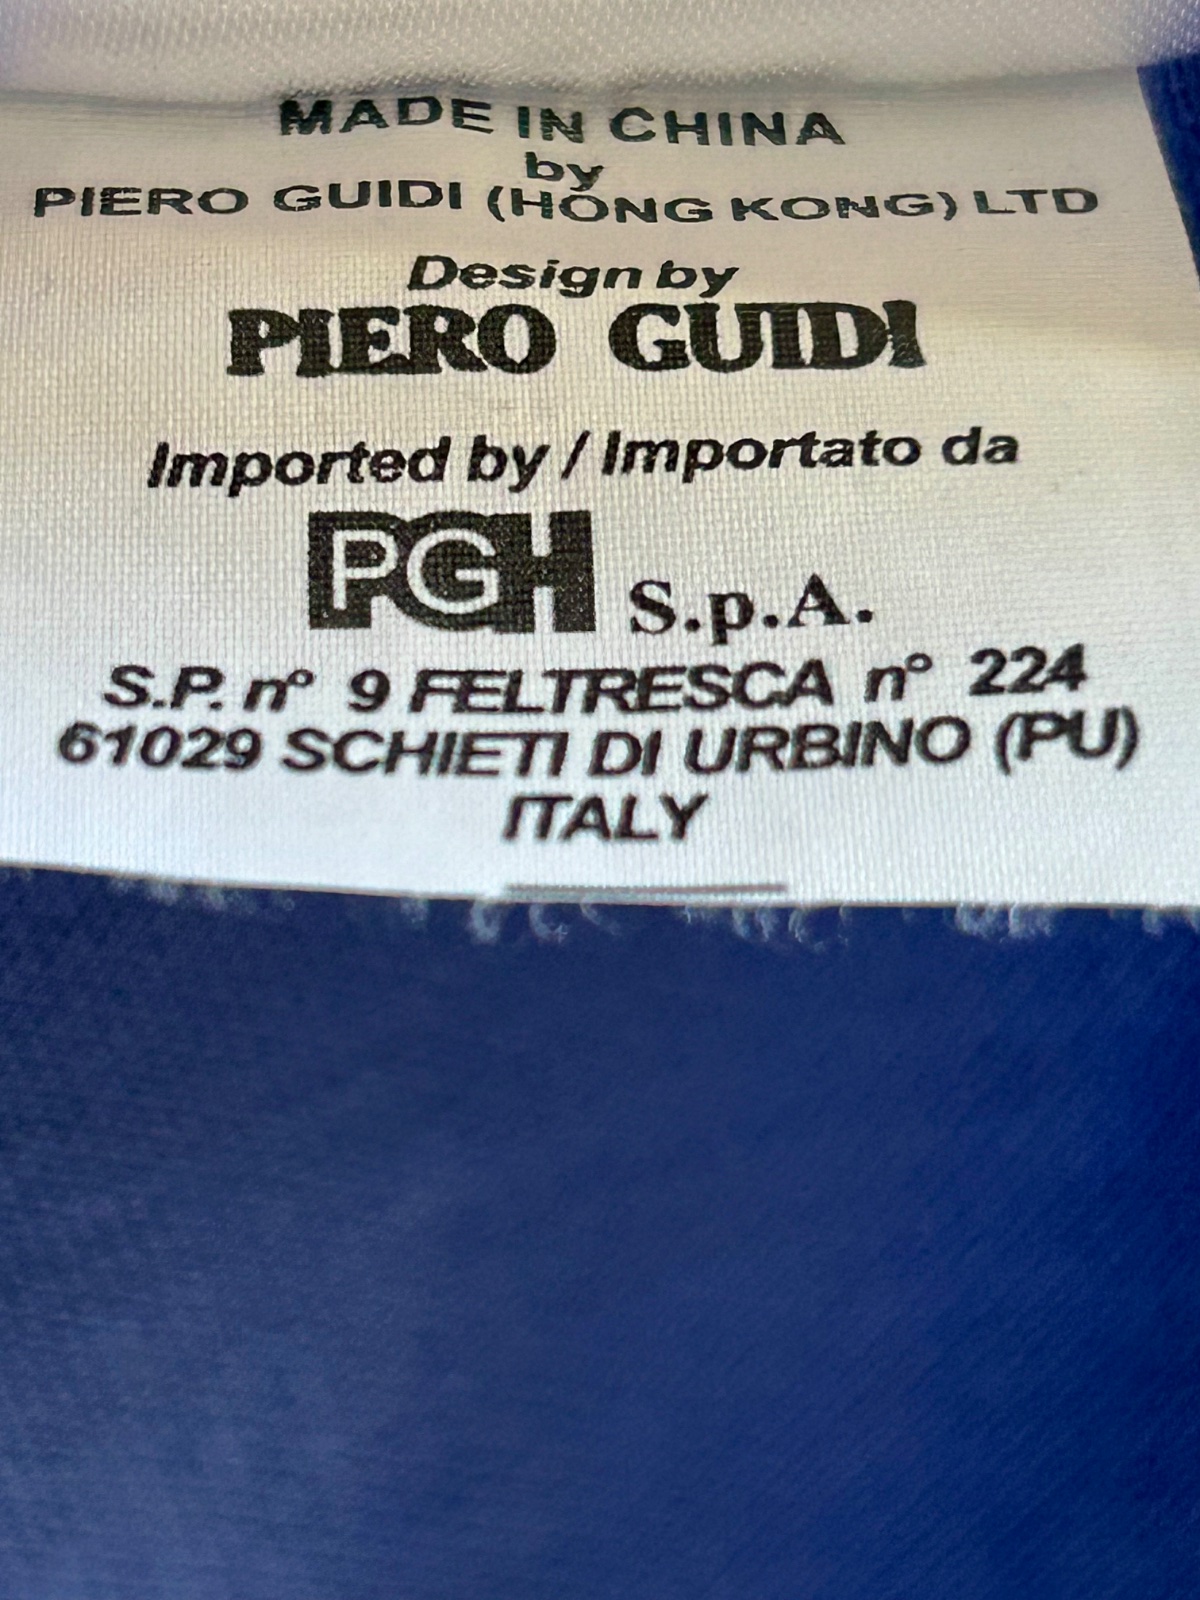 MADE IN CHINA
by
PIERO GUIDI (HONG KONG) LTD
Design by
PIERO GUIDI
Imported by / Importato da
PGH S.p.A.
S.P. n° 9 FELTRESCA n° 224
61029 SCHIETI DI URBINO (PU)
ITALY